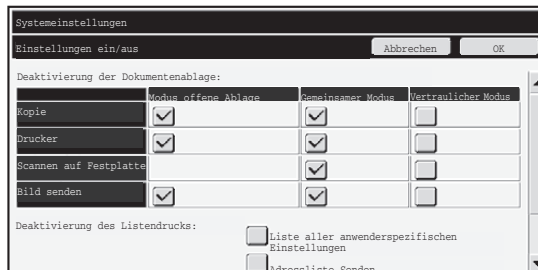 Systemeinstellungen
Einstellungen ein/aus Abbrechen OK
Deaktivierung der Dokumentenablage:
Modus offene Ablage Gemeinsamer Modus Vertraulicher Modus
Kopie
Drucker
Scannen auf Festplatte
Bild senden
Deaktivierung des Listendrucks:
Liste aller anwenderspezifischen
Einstellungen
Adressliste Senden